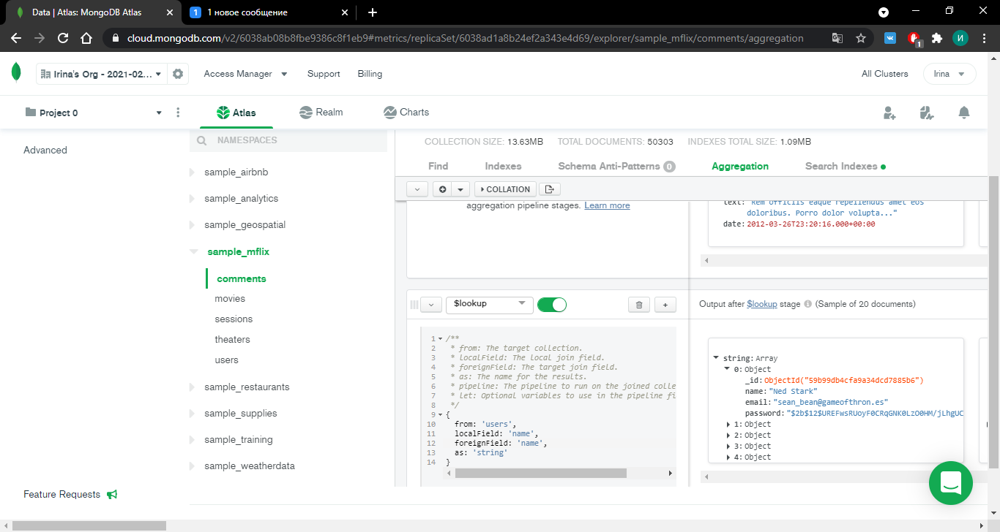 Data | Atlas: MongoDB Atlas
1
1 новое сообщение
cloud.mongodb.com/v2/6038ab08b8fbe9386c8f1eb9#metrics/replicaSet/6038ad1a8b24ef2a343e4d69/explorer/sample_mflix/comments/aggregation
1
И
Irina's Org - 2021-02...
Access Manager
Support
Billing
All Clusters
Irina
Project 0
Atlas
Realm
Charts
Advanced
Feature Requests
NAMESPACES
sample_airbnb
sample_analytics
sample_geospatial
sample_mflix
comments
movies
sessions
theaters
users
sample_restaurants
sample_supplies
sample_training
sample_weatherdata
COLLECTION SIZE: 13.63MB TOTAL DOCUMENTS: 50303 INDEXES TOTAL SIZE: 1.09MB
Find Indexes Schema Anti-Patterns 0 Aggregation Search Indexes
COLLATION
aggregation pipeline stages. Learn more
text: "Rem officiis eaque repellendus amet eos
doloribus. Porro dolor volupta..."
date: 2012-03-26T23:20:16.000+00:00
$lookup
Output after $lookup stage (Sample of 20 documents)
1 /**
2 * from: The target collection.
3 * localField: The local join field.
4 * foreignField: The target join field.
5 * as: The name for the results.
6 * pipeline: The pipeline to run on the joined colle
7 * let: Optional variables to use in the pipeline fi
8 */
9 {
10 from: 'users',
11 localField: 'name',
12 foreignField: 'name',
13 as: 'string'
14 }
string: Array
0: Object
_id: ObjectId("59b99db4cfa9a34dcd7885b6")
name: "Ned Stark"
email: "sean_bean@gameofthron.es"
password: "$2b$12$UREFwsRUoyF0CRqGNK0LzO0HM/jLhgUC
1: Object
2: Object
3: Object
4: Object